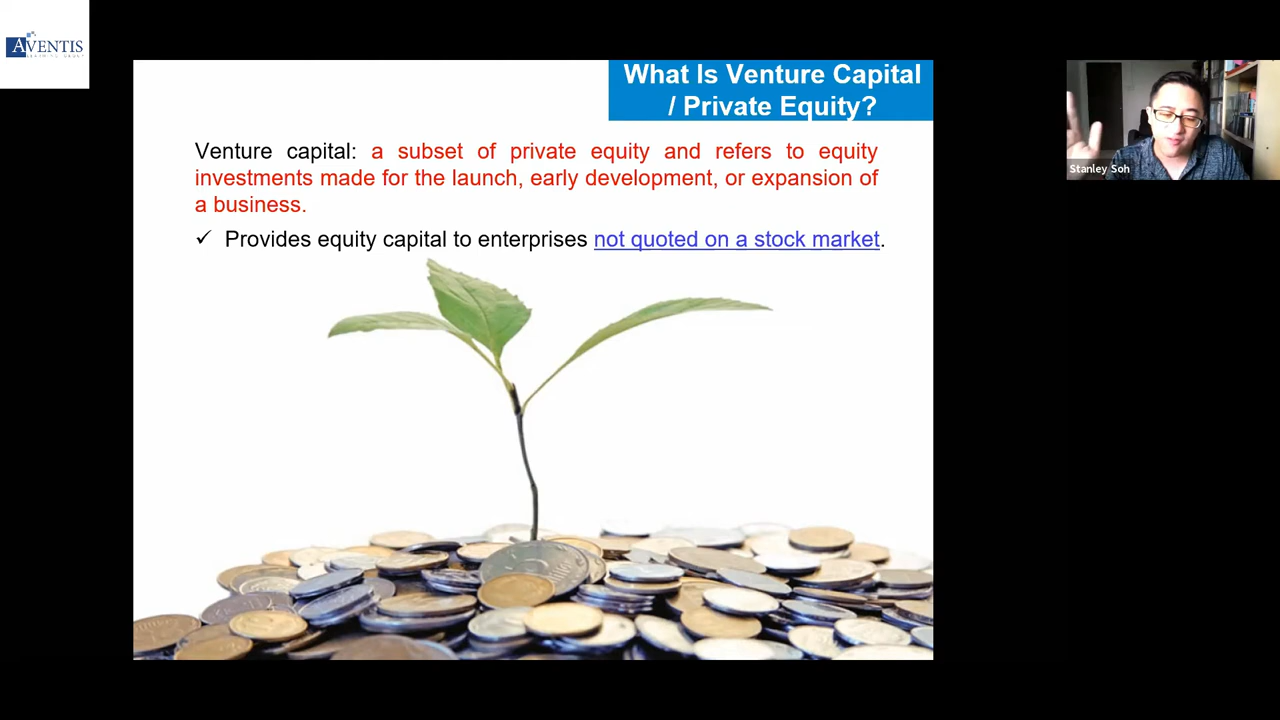 AVENTIS
LEARNING GROUP
What Is Venture Capital
/ Private Equity?
Venture capital: a subset of private equity and refers to equity
investments made for the launch, early development, or expansion of
a business.
✓ Provides equity capital to enterprises not quoted on a stock market.
Stanley Soh